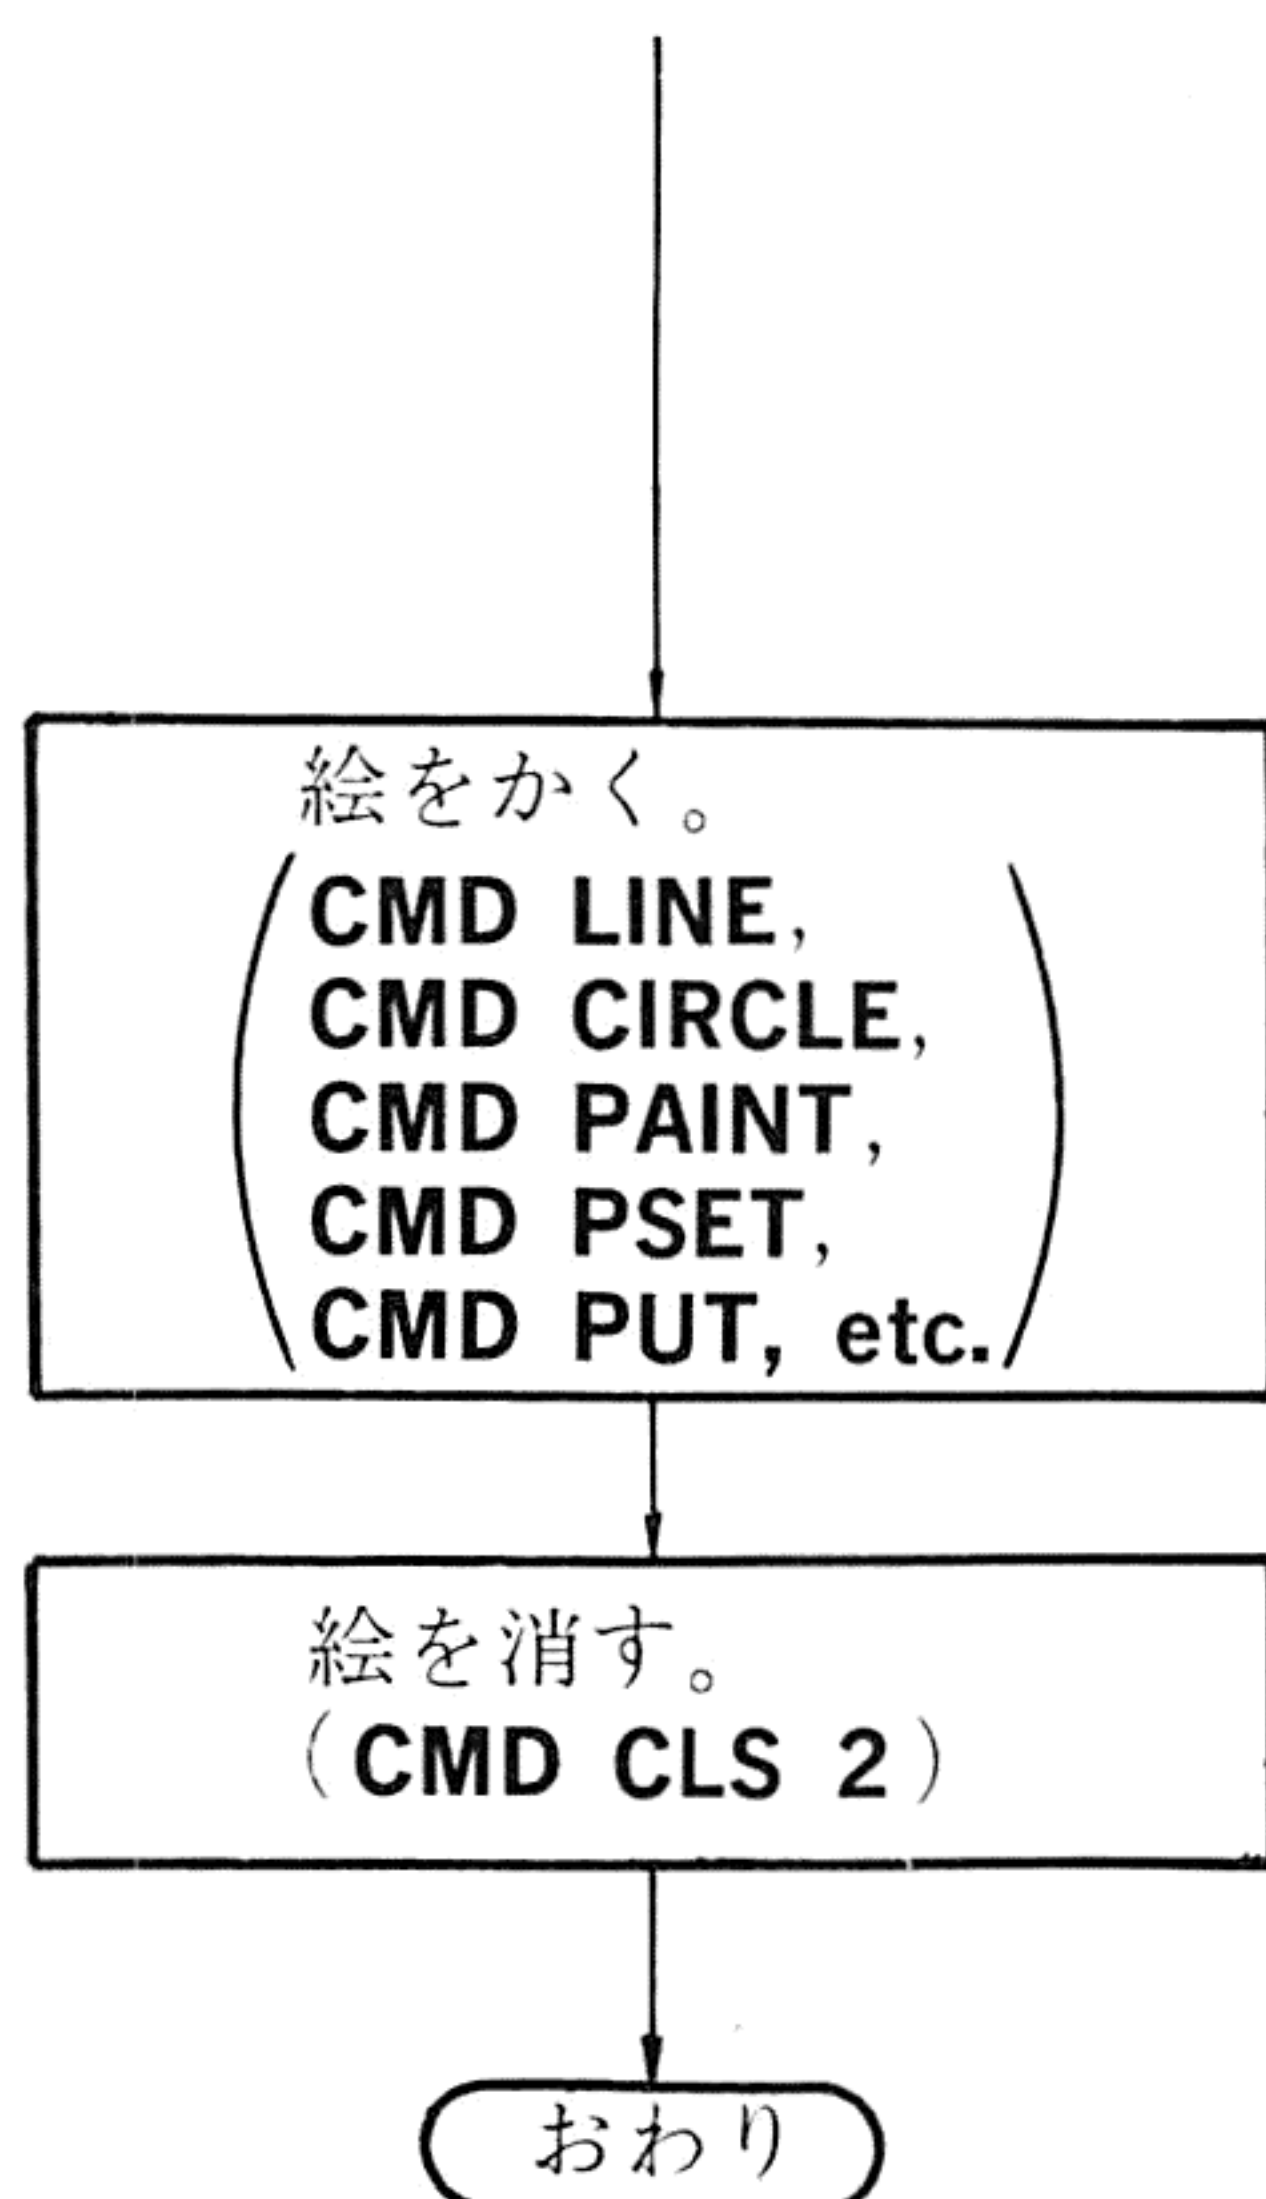 絵をかく。
CMD LINE,
CMD CIRCLE,
CMD PAINT,
CMD PSET,
CMD PUT, etc.
絵を消す。
(CMD CLS 2)
おわり